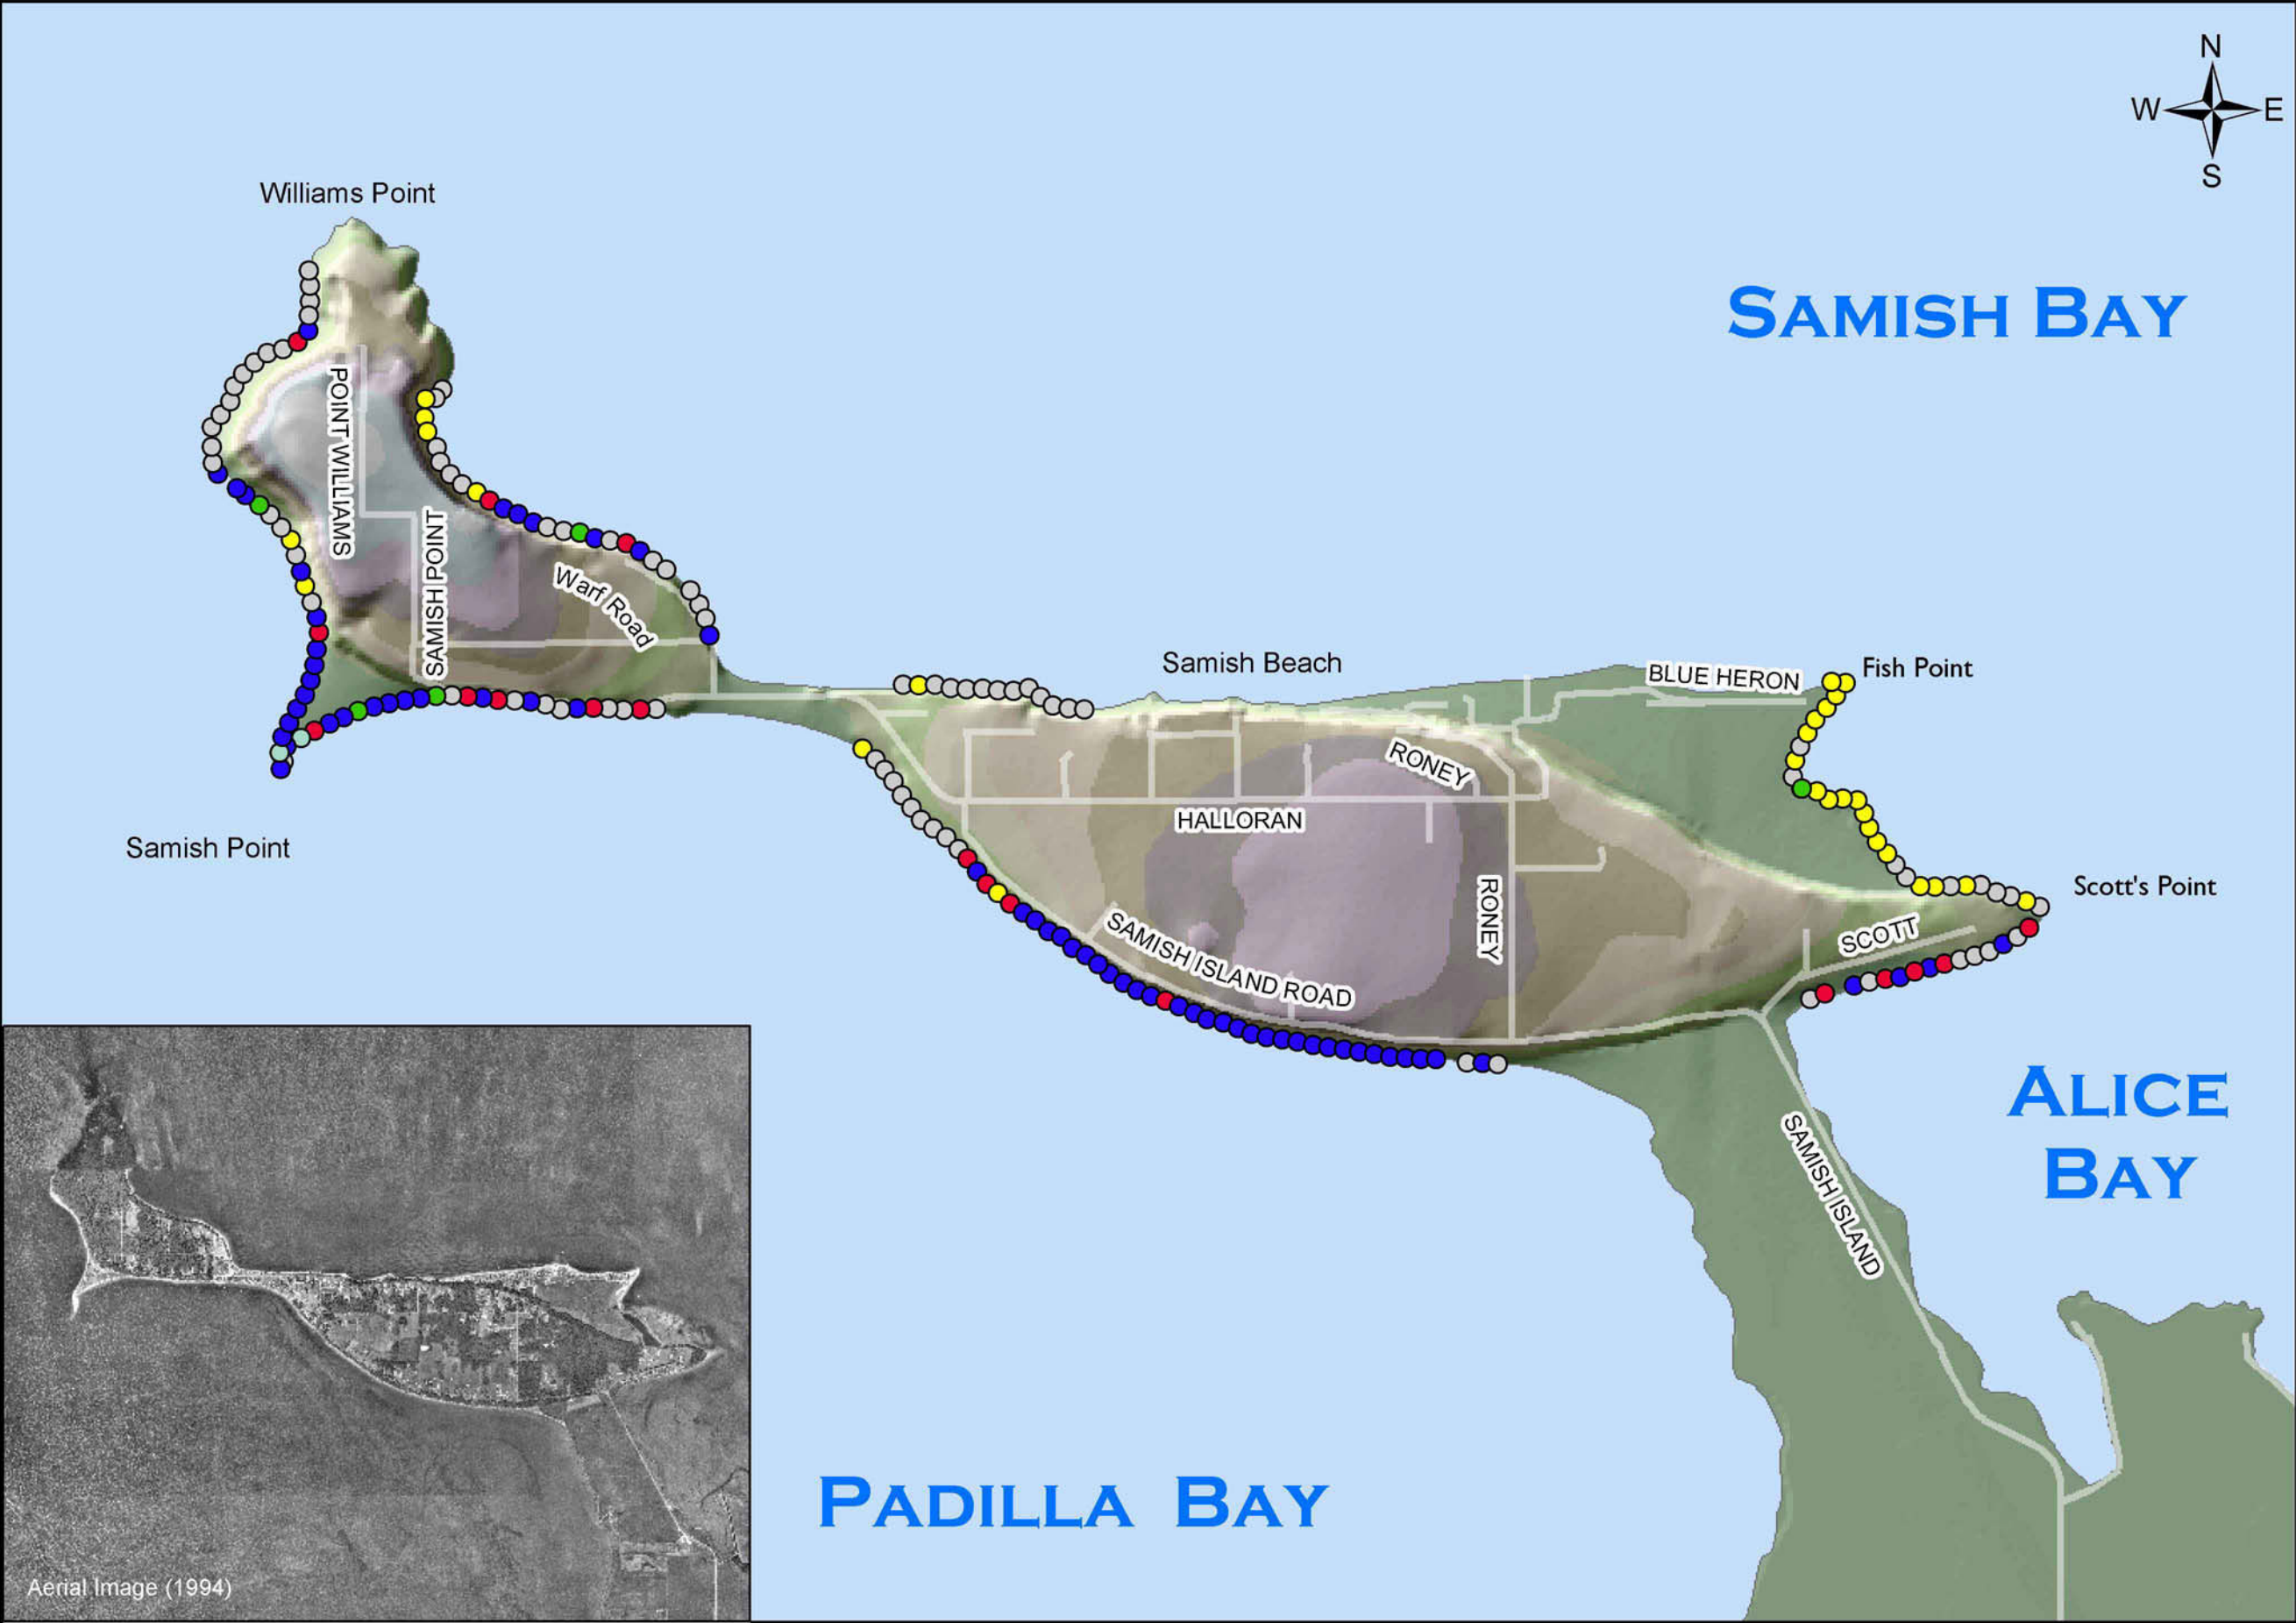 N
W E
S
Williams Point
SAMISH BAY
POINT WILLIAMS
SAMISH POINT
Warf Road
Samish Beach
BLUE HERON
Fish Point
RONEY
HALLORAN
Samish Point
RONEY
Scott's Point
SCOTT
SAMISH ISLAND ROAD
ALICE
BAY
SAMISH ISLAND
PADILLA BAY
Aerial Image (1994)